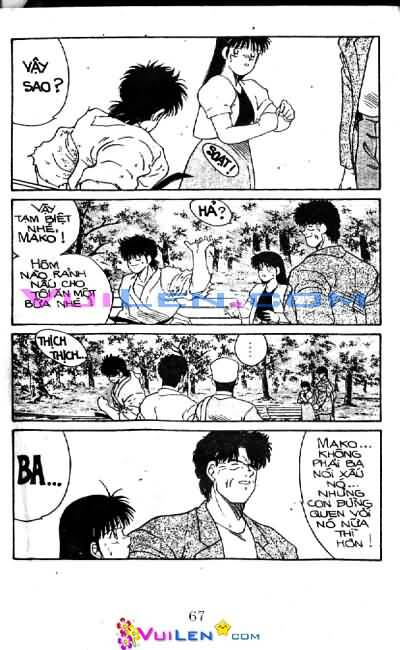 VẬY
SAO?
SOẠT!
VẬY
TẠM BIỆT
NHÉ,
MAKO!
HÔM
NÀO RẢNH
NẤU CHO
TÔI ĂN MỘT
BỮA NHÉ!
HẢ?
VUILEN.COM
THỊCH
THỊCH...
...
MAKO...
KHÔNG
PHẢI BA
NÓI XẤU
NÓ...
NHƯNG
CON ĐỪNG
QUEN VỚI
NÓ NỮA
THÌ
HƠN!
BA...
67
VUILEN.COM